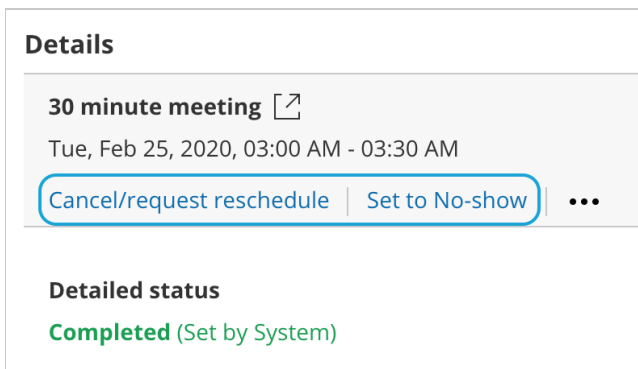 Details
30 minute meeting
Tue, Feb 25, 2020, 03:00 AM - 03:30 AM
Cancel/request reschedule | Set to No-show | •••
Detailed status
Completed (Set by System)